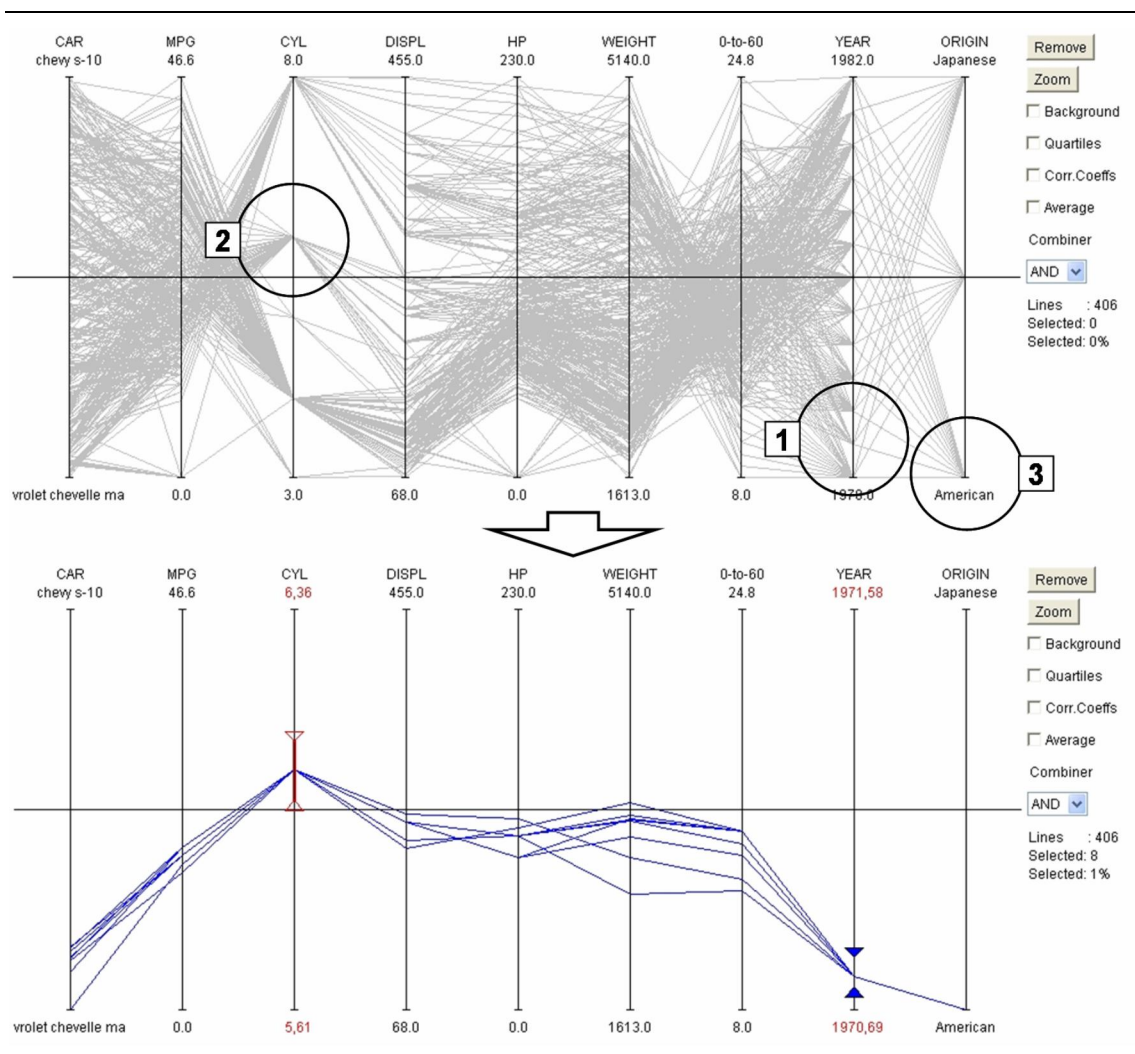 CAR MPG CYL DISPL HP WEIGHT 0-to-60 YEAR ORIGIN
chevy s-10 46.6 8.0 455.0 230.0 5140.0 24.8 1982.0 Japanese
Remove
Zoom
Background
Quartiles
Corr.Coeffs
Average
Combiner
AND
Lines : 406
Selected: 0
Selected: 0%
2
1
3
vrolet chevelle ma 0.0 3.0 68.0 0.0 1613.0 8.0 1970.0 American
CAR MPG CYL DISPL HP WEIGHT 0-to-60 YEAR ORIGIN
chevy s-10 46.6 6,36 455.0 230.0 5140.0 24.8 1971,58 Japanese
Remove
Zoom
Background
Quartiles
Corr.Coeffs
Average
Combiner
AND
Lines : 406
Selected: 8
Selected: 1%
vrolet chevelle ma 0.0 5,61 68.0 0.0 1613.0 8.0 1970,69 American